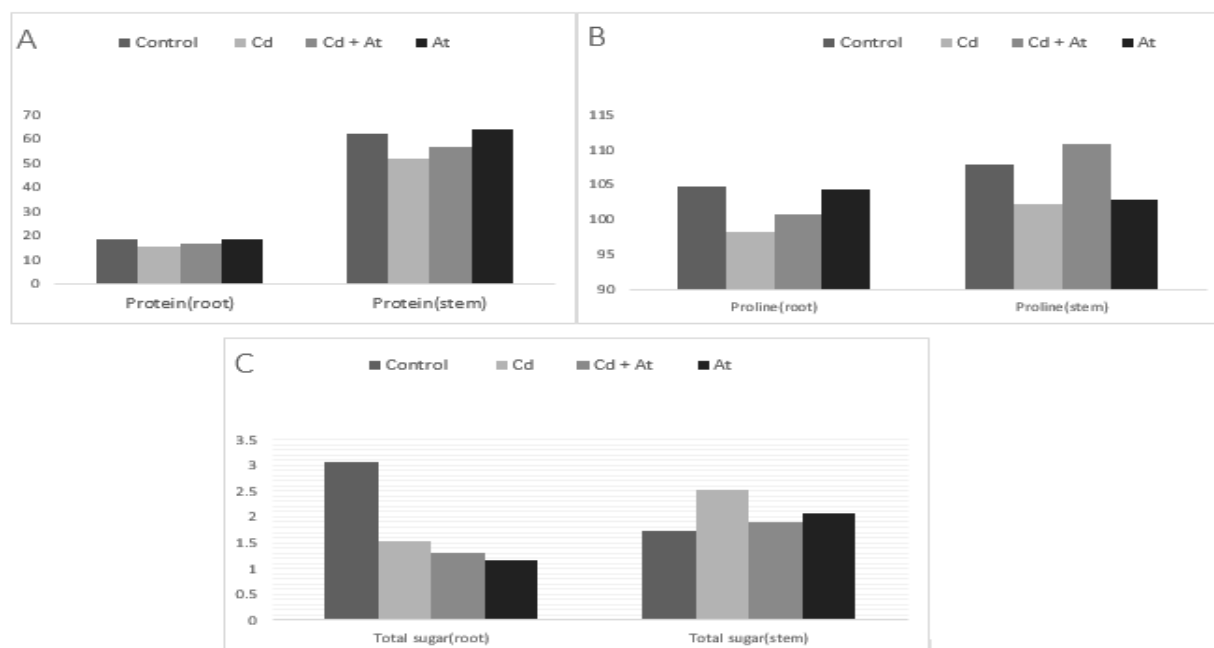 A
Control Cd Cd + At At
70
60
50
40
30
20
10
0
Protein(root) Protein(stem)
B
Control Cd Cd + At At
115
110
105
100
95
90
Proline(root) Proline(stem)
C
Control Cd Cd + At At
3.5
3
2.5
2
1.5
1
0.5
0
Total sugar(root) Total sugar(stem)